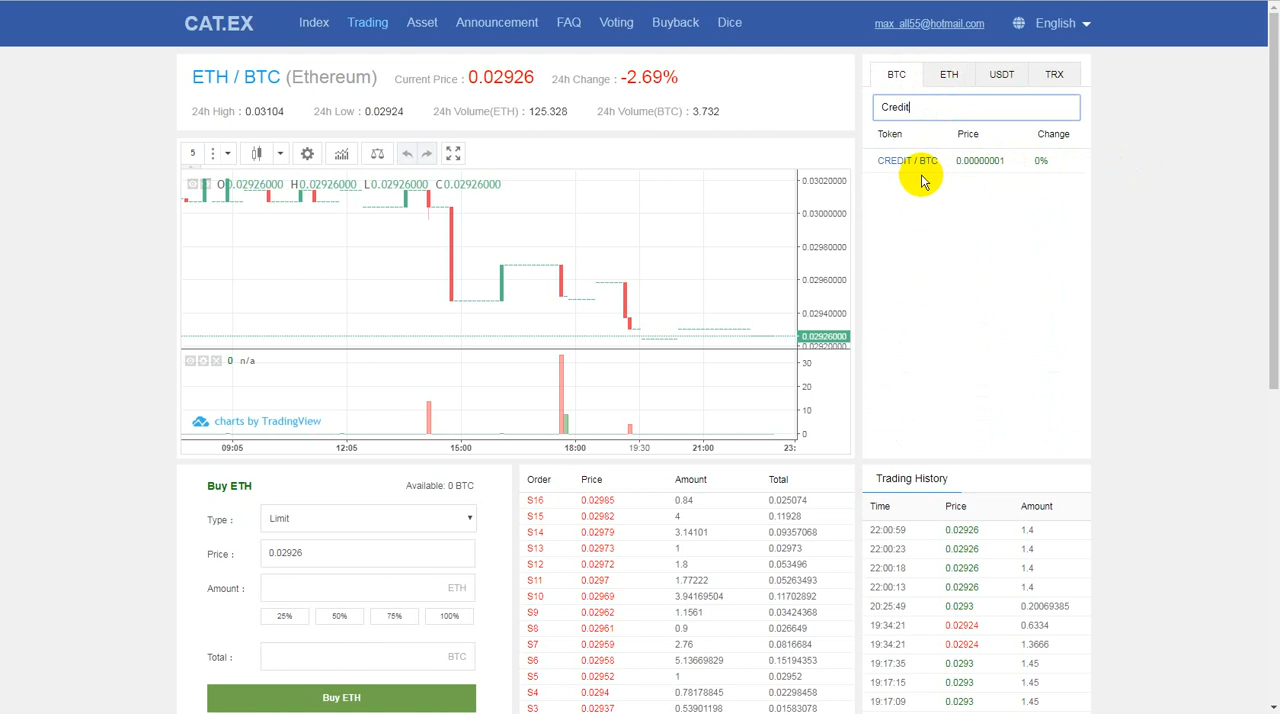 CAT.EX Index Trading Asset Announcement FAQ Voting Buyback Dice max_all55@hotmail.com English
ETH / BTC (Ethereum) Current Price : 0.02926 24h Change : -2.69%
24h High : 0.03104 24h Low : 0.02924 24h Volume(ETH) : 125.328 24h Volume(BTC) : 3.732
BTC ETH USDT TRX
Credit
Token Price Change
CREDIT / BTC 0.00000001 0%
5
O 0.02926000 H 0.02926000 L 0.02926000 C 0.02926000
0.03020000
0.03000000
0.02980000
0.02960000
0.02940000
0.02926000
0.02920000
0 n/a
30
20
10
0
charts by TradingView
09:05 12:05 15:00 18:00 19:30 21:00 23:
Buy ETH Available: 0 BTC
Type : Limit
Price : 0.02926
Amount : ETH
25% 50% 75% 100%
Total : BTC
Buy ETH
Order Price Amount Total
S16 0.02985 0.84 0.025074
S15 0.02982 4 0.11928
S14 0.02979 3.14101 0.09357068
S13 0.02973 1 0.02973
S12 0.02972 1.8 0.053496
S11 0.0297 1.77222 0.05263493
S10 0.02969 3.94169504 0.11702892
S9 0.02962 1.1561 0.03424368
S8 0.02961 0.9 0.026649
S7 0.02959 2.76 0.0816684
S6 0.02958 5.13669829 0.15194353
S5 0.02952 1 0.02952
S4 0.0294 0.78178845 0.02298458
S3 0.02937 0.53901988 0.01583078
Trading History
Time Price Amount
22:00:59 0.02926 1.4
22:00:23 0.02926 1.4
22:00:18 0.02926 1.4
22:00:13 0.02926 1.4
20:25:49 0.0293 0.20069385
19:34:21 0.02924 0.6334
19:34:21 0.02924 1.3666
19:17:35 0.0293 1.45
19:17:15 0.0293 1.45
19:17:09 0.0293 1.45